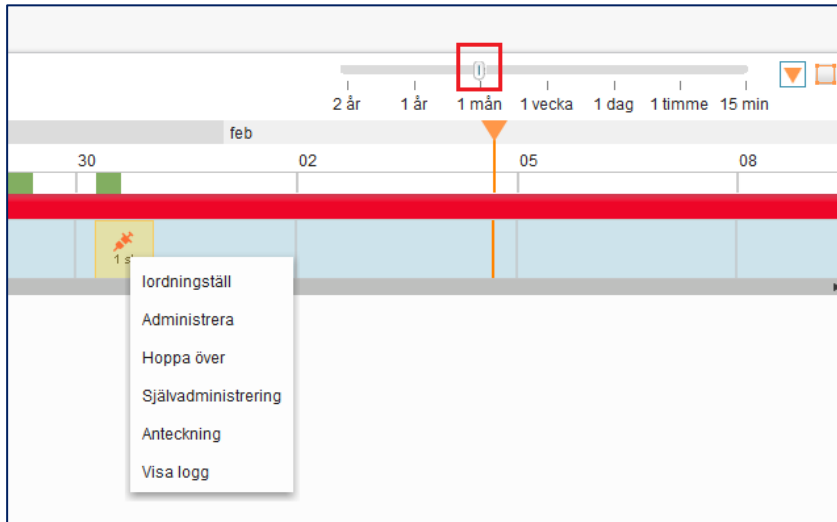 2 år 1 år 1 mån 1 vecka 1 dag 1 timme 15 min
feb
30 02 05 08
1
Iordningställ
Administrera
Hoppa över
Självadministrering
Anteckning
Visa logg